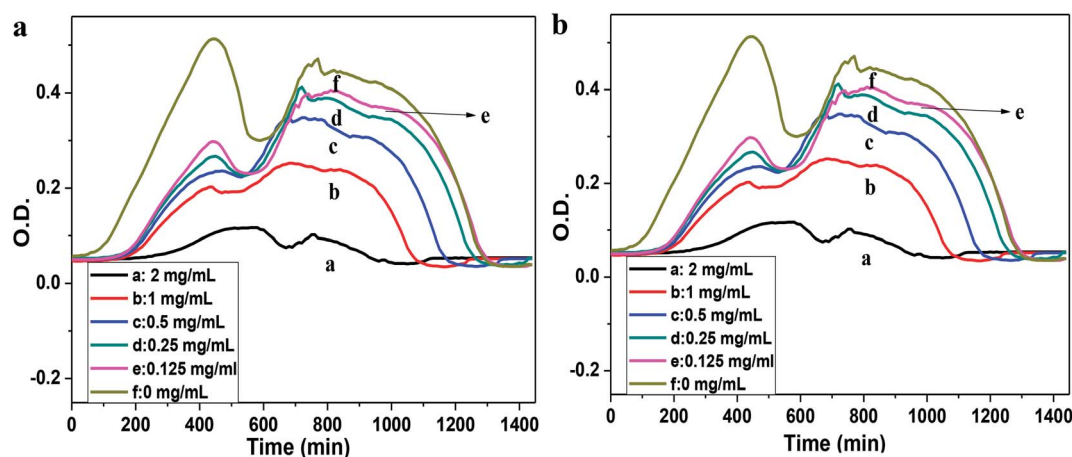 a
O.D.
0.4
0.2
0.0
-0.2
f
d
e
c
b
a
a: 2 mg/mL
b:1 mg/mL
c:0.5 mg/mL
d:0.25 mg/mL
e:0.125 mg/ml
f:0 mg/mL
0 200 400 600 800 1000 1200 1400
Time (min)
b
O.D.
0.4
0.2
0.0
-0.2
f
d
e
c
b
a
a: 2 mg/mL
b:1 mg/mL
c:0.5 mg/mL
d:0.25 mg/mL
e:0.125 mg/ml
f:0 mg/mL
0 200 400 600 800 1000 1200 1400
Time (min)